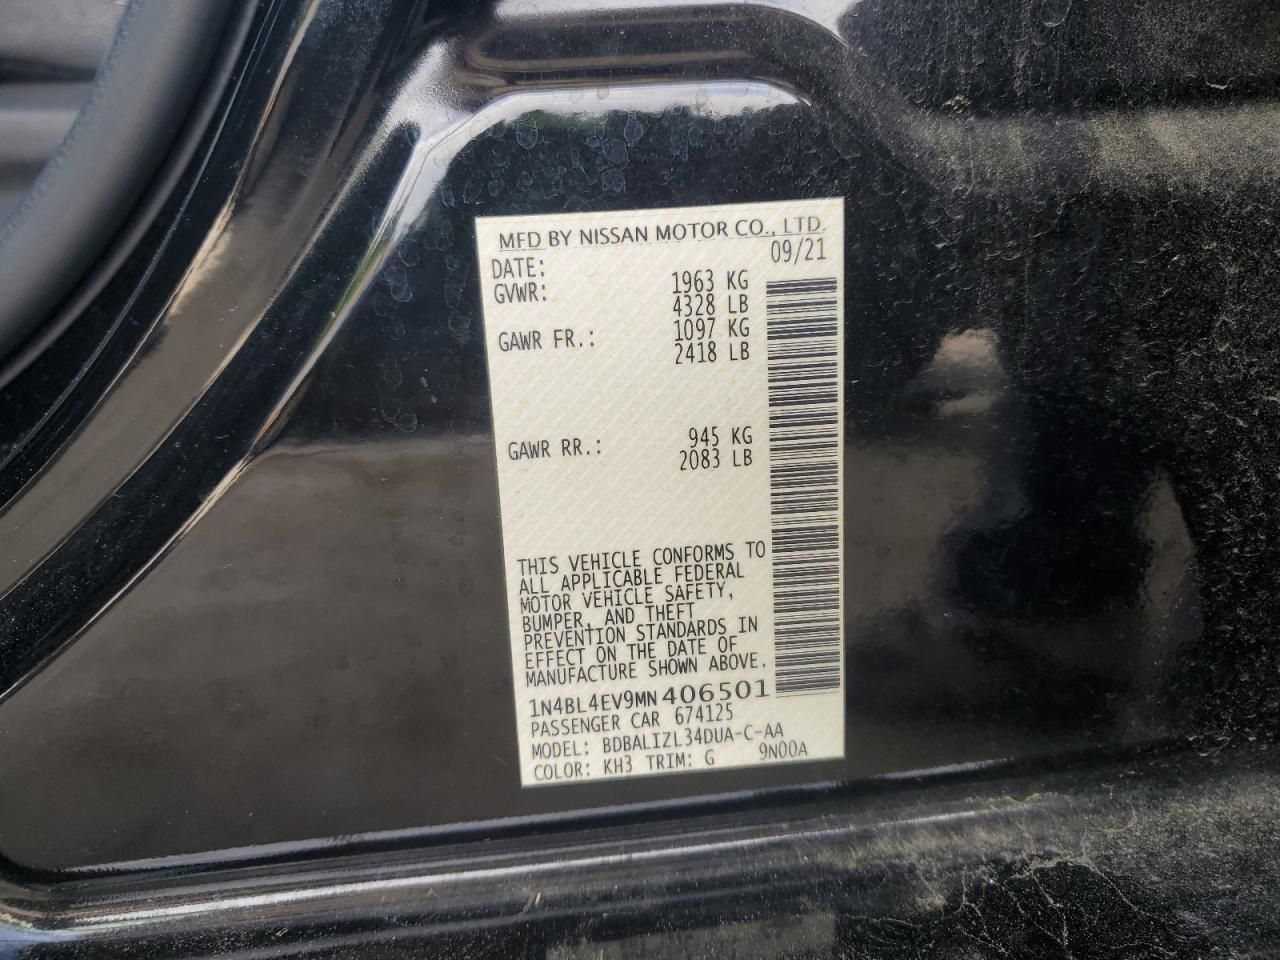 MFD BY NISSAN MOTOR CO., LTD.
DATE: 09/21
GVWR: 1963 KG
4328 LB
GAWR FR.: 1097 KG
2418 LB
GAWR RR.: 945 KG
2083 LB
THIS VEHICLE CONFORMS TO
ALL APPLICABLE FEDERAL
MOTOR VEHICLE SAFETY,
BUMPER, AND THEFT
PREVENTION STANDARDS IN
EFFECT ON THE DATE OF
MANUFACTURE SHOWN ABOVE.
1N4BL4EV9MN406501
PASSENGER CAR 674125
MODEL: BDBALIZL34DUA-C-AA
COLOR: KH3 TRIM: G 9N00A